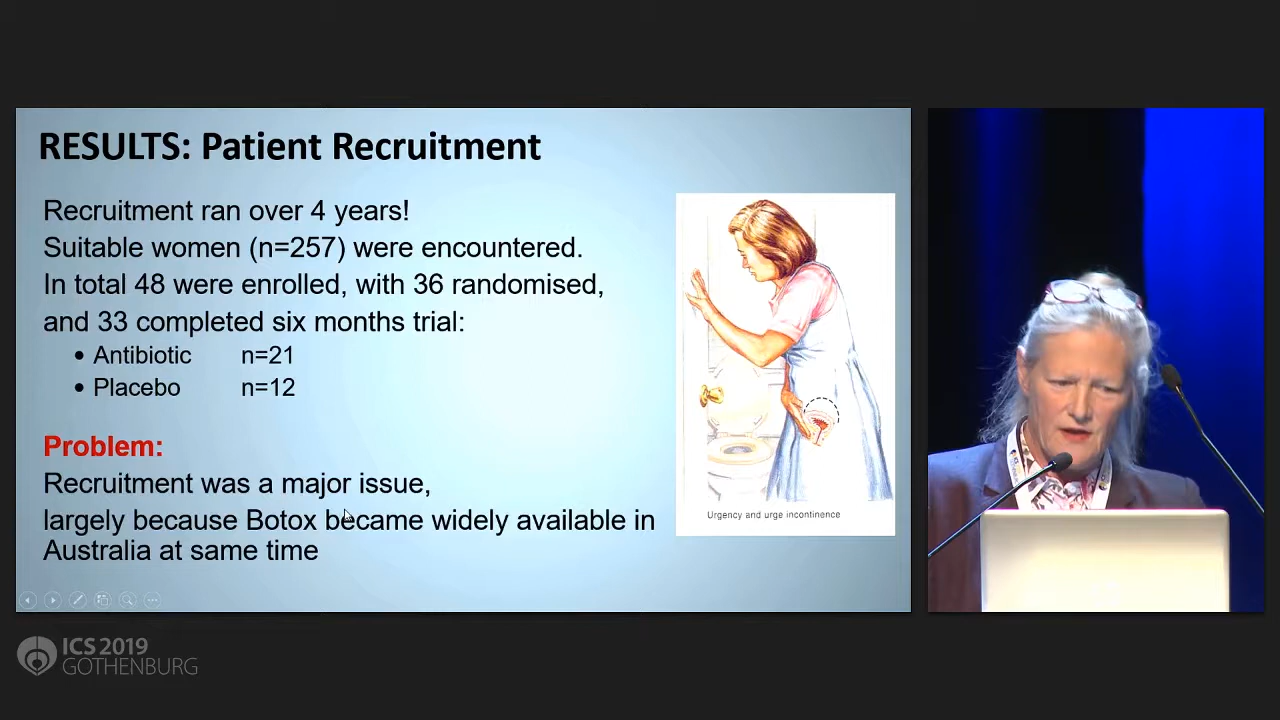 RESULTS: Patient Recruitment
Recruitment ran over 4 years!
Suitable women (n=257) were encountered.
In total 48 were enrolled, with 36 randomised,
and 33 completed six months trial:
• Antibiotic n=21
• Placebo n=12
Problem:
Recruitment was a major issue,
largely because Botox became widely available in
Australia at same time
Urgency and urge incontinence
ICS 2019
GOTHENBURG